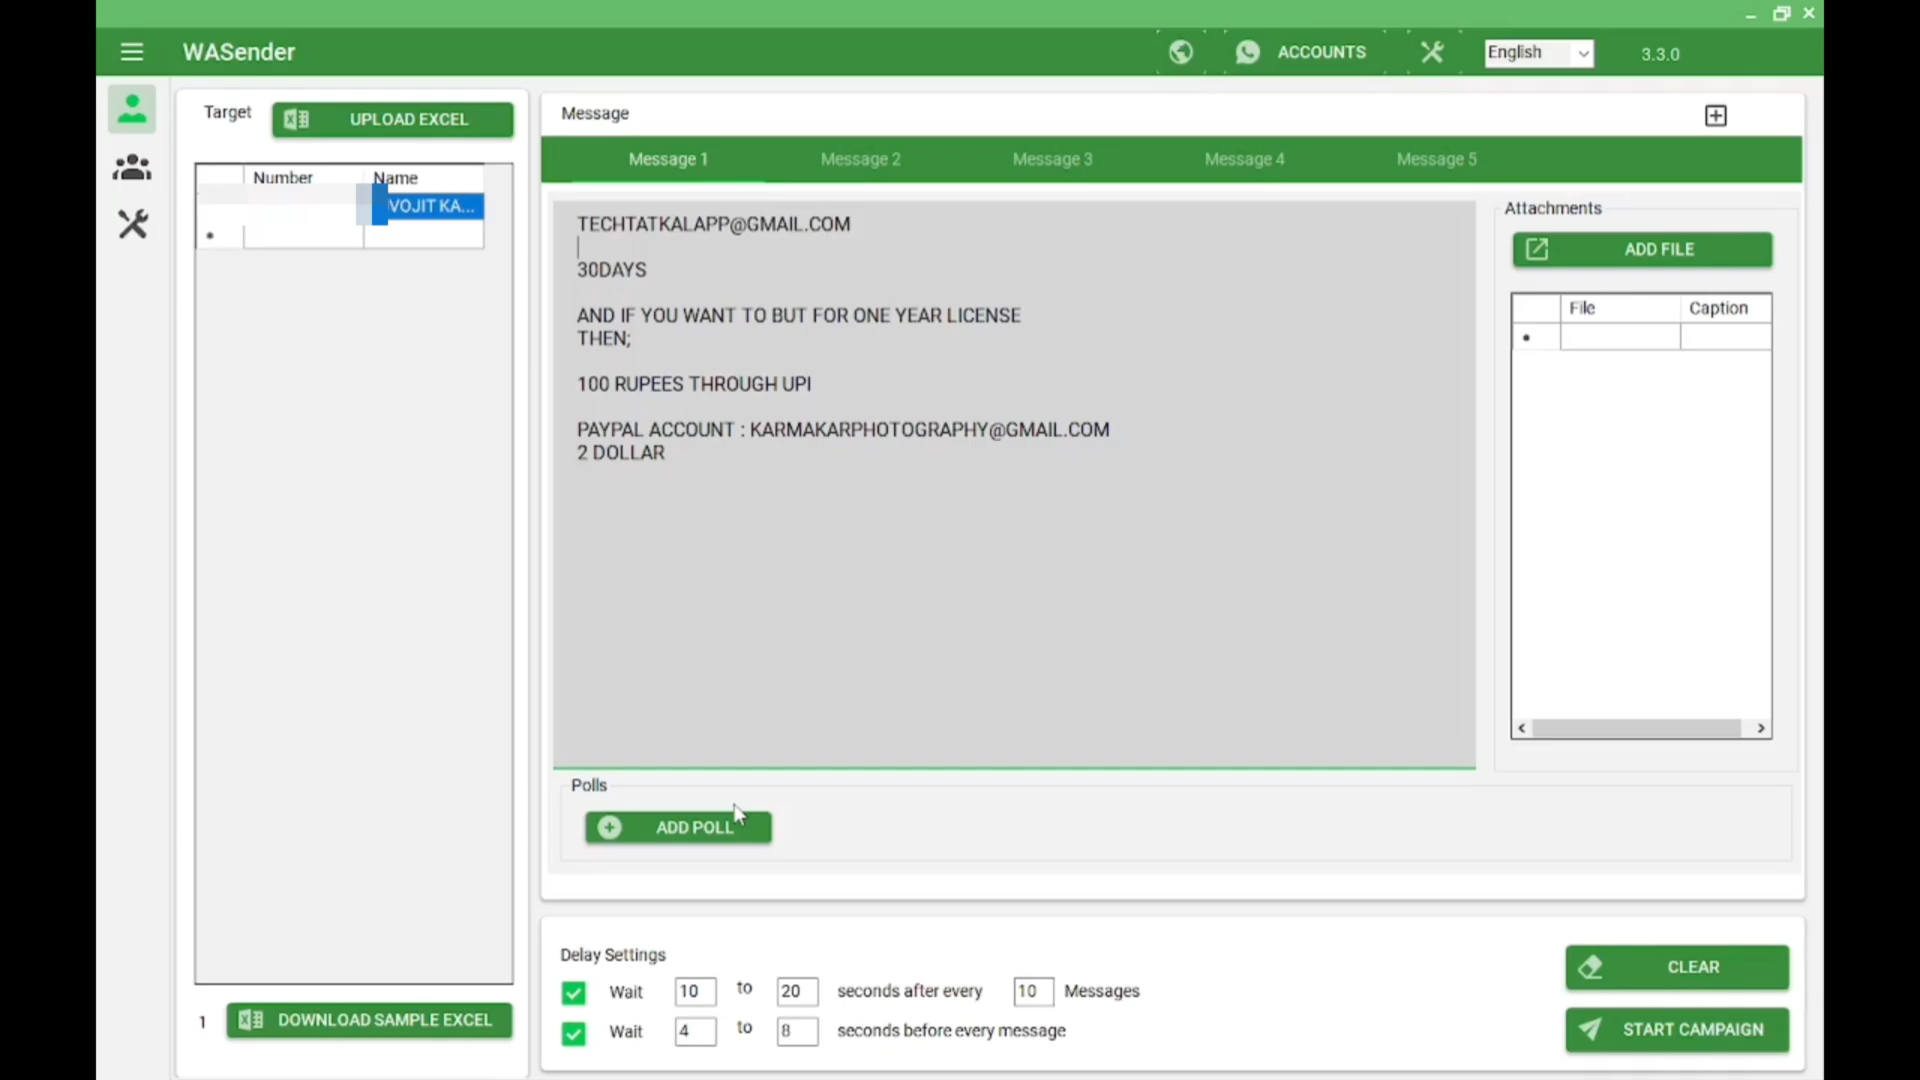 WASender
ACCOUNTS
English
3.3.0
Target
UPLOAD EXCEL
Number Name
VOJIT KA...
1
DOWNLOAD SAMPLE EXCEL
Message
Message 1 Message 2 Message 3 Message 4 Message 5
TECHTATKALAPP@GMAIL.COM
30DAYS
AND IF YOU WANT TO BUT FOR ONE YEAR LICENSE
THEN;
100 RUPEES THROUGH UPI
PAYPAL ACCOUNT : KARMAKARPHOTOGRAPHY@GMAIL.COM
2 DOLLAR
Attachments
ADD FILE
File Caption
Polls
ADD POLL
Delay Settings
Wait 10 to 20 seconds after every 10 Messages
Wait 4 to 8 seconds before every message
CLEAR
START CAMPAIGN